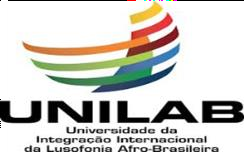 UNILAB
Universidade da
Integração Internacional
da Lusofonia Afro-Brasileira